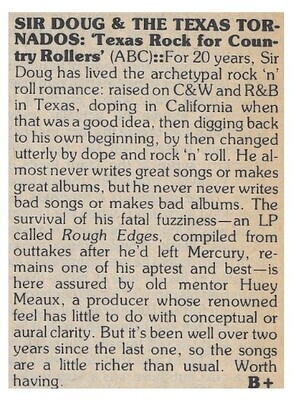 SIR DOUG & THE TEXAS TOR-
NADOS: 'Texas Rock for Coun-
try Rollers' (ABC)::For 20 years, Sir
Doug has lived the archetypal rock 'n'
roll romance: raised on C&W and R&B
in Texas, doping in California when
that was a good idea, then digging back
to his own beginning, by then changed
utterly by dope and rock 'n' roll. He al-
most never writes great songs or makes
great albums, but he never never writes
bad songs or makes bad albums. The
survival of his fatal fuzziness—an LP
called Rough Edges, compiled from
outtakes after he'd left Mercury, re-
mains one of his aptest and best—is
here assured by old mentor Huey
Meaux, a producer whose renowned
feel has little to do with conceptual or
aural clarity. But it's been well over two
years since the last one, so the songs
are a little richer than usual. Worth
having. B+